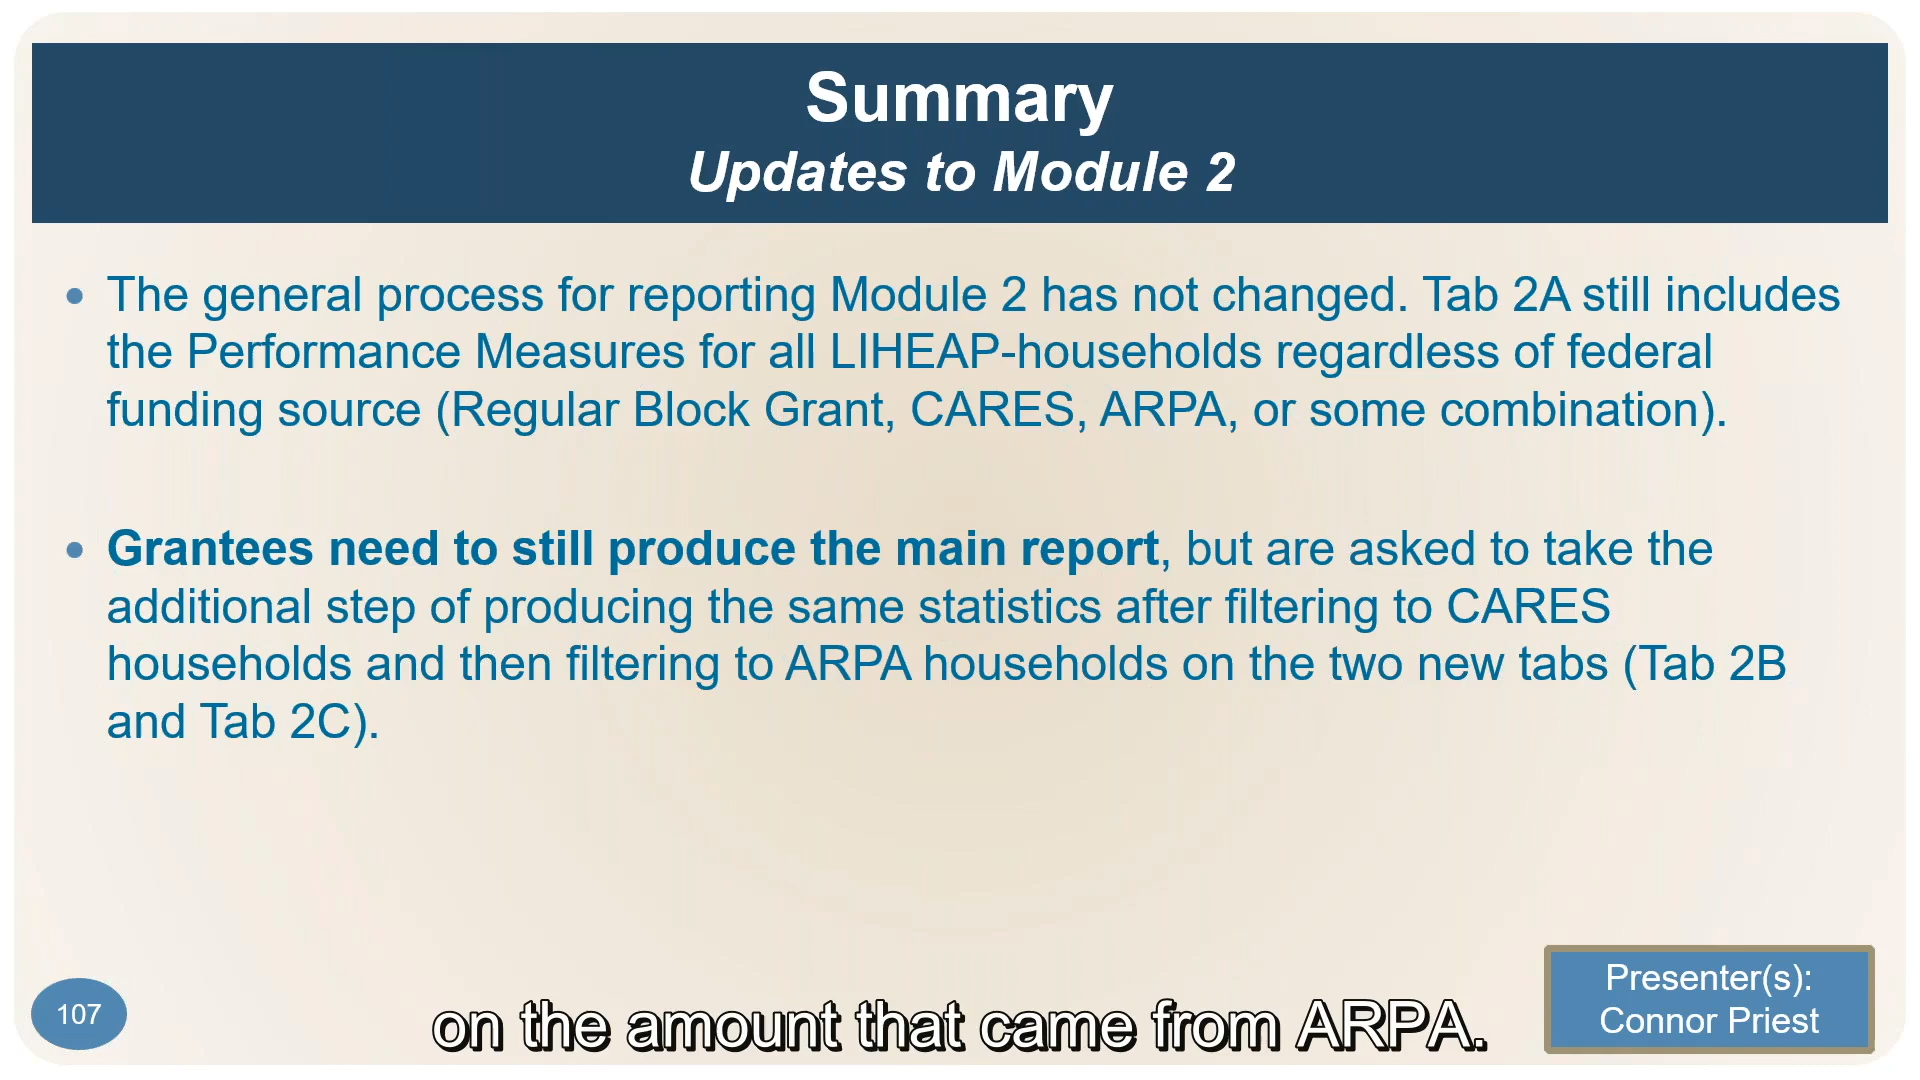 Summary
Updates to Module 2
• The general process for reporting Module 2 has not changed. Tab 2A still includes
the Performance Measures for all LIHEAP-households regardless of federal
funding source (Regular Block Grant, CARES, ARPA, or some combination).
• Grantees need to still produce the main report, but are asked to take the
additional step of producing the same statistics after filtering to CARES
households and then filtering to ARPA households on the two new tabs (Tab 2B
and Tab 2C).
Presenter(s):
Connor Priest
107
on the amount that came from ARPA.